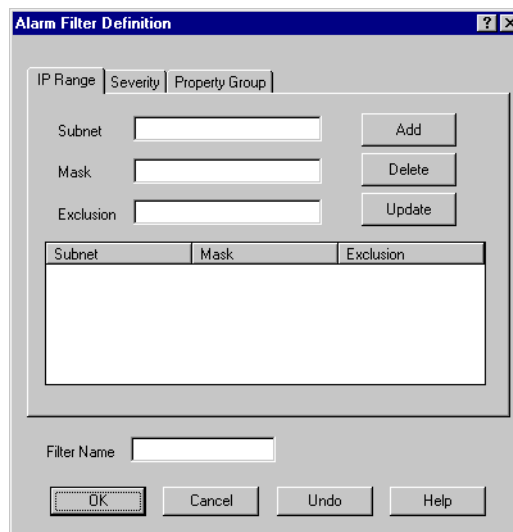 Alarm Filter Definition
IP Range Severity Property Group
Subnet Add
Mask Delete
Exclusion Update
Subnet Mask Exclusion
Filter Name
OK Cancel Undo Help